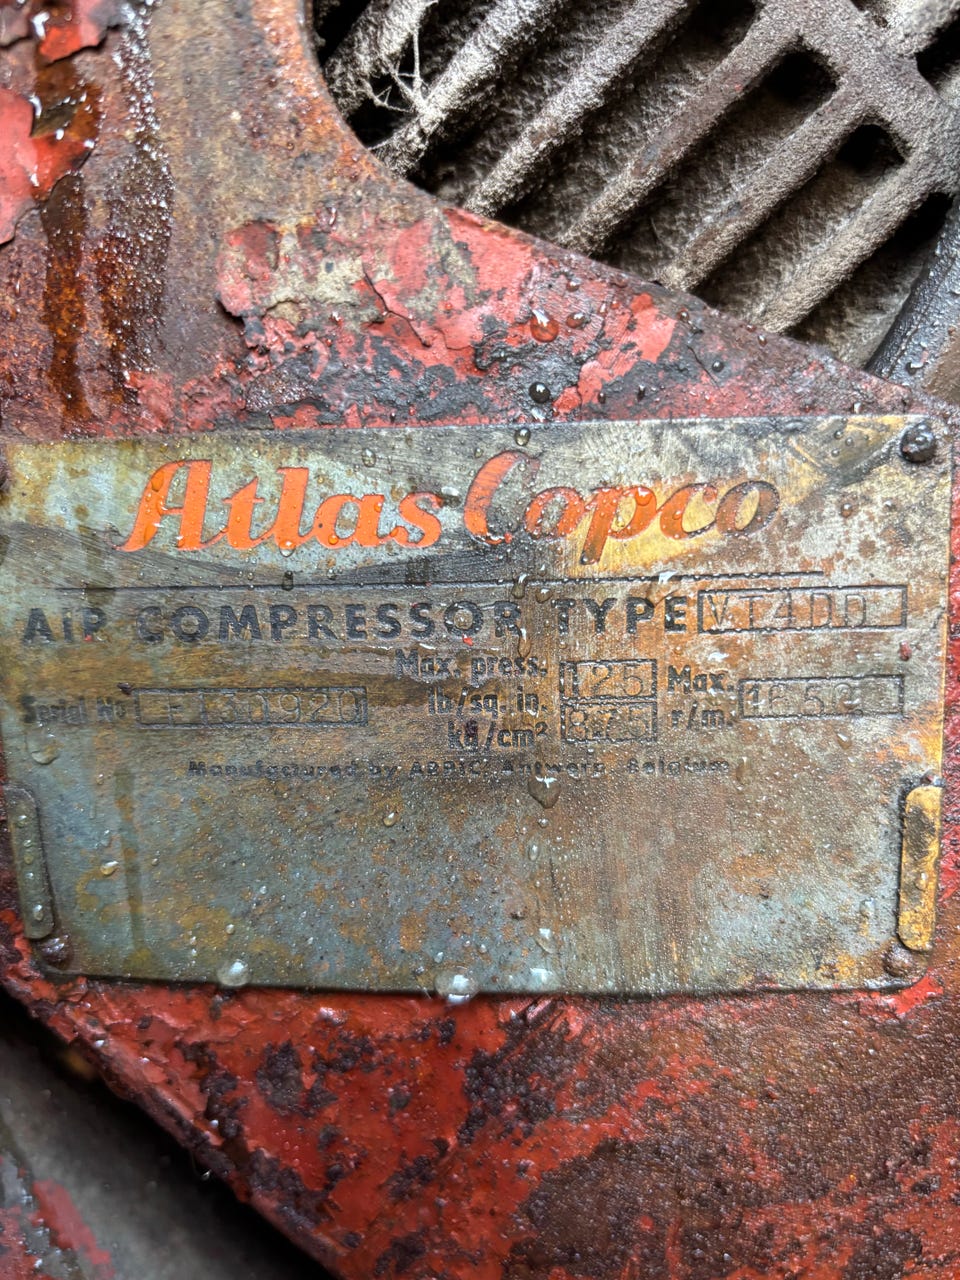 Atlas Copco
AIR COMPRESSOR TYPE VT4DD
Max. press. 125 Max.
Serial No lb/sq. in. r/m.
kg/cm²
Manufactured by ARPIC Antwerp Belgium